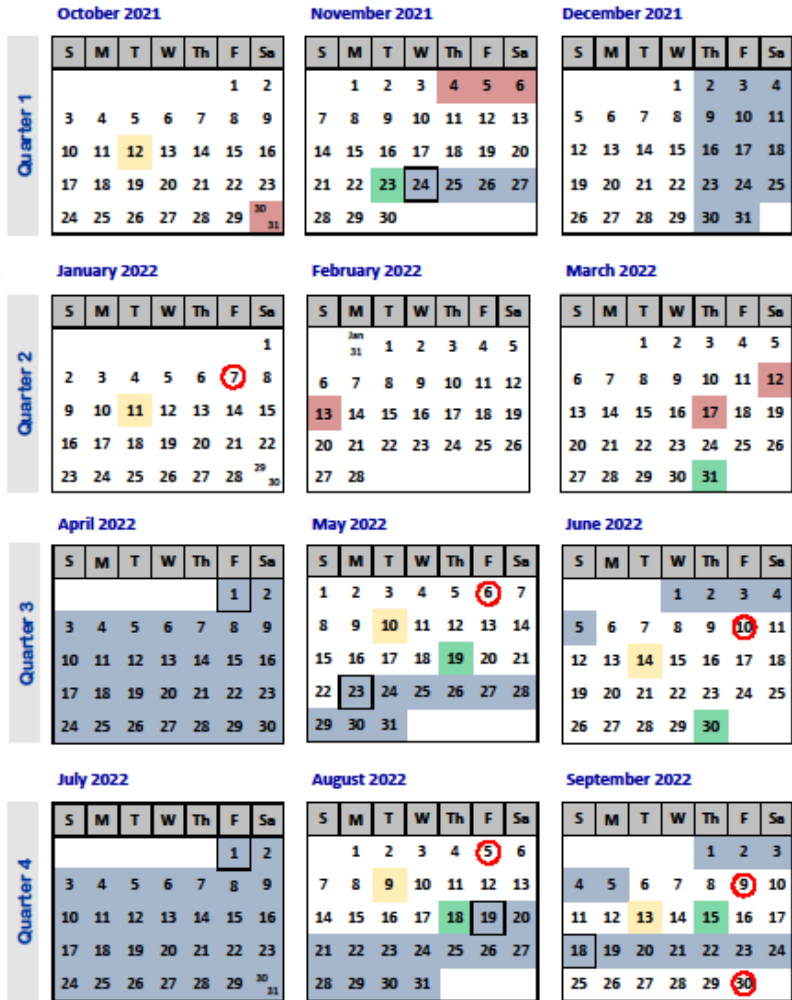 October 2021 November 2021 December 2021
Quarter 1
S M T W Th F Sa S M T W Th F Sa S M T W Th F Sa
1 2 1 2 3 4 5 6 1 2 3 4
3 4 5 6 7 8 9 7 8 9 10 11 12 13 5 6 7 8 9 10 11
10 11 12 13 14 15 16 14 15 16 17 18 19 20 12 13 14 15 16 17 18
17 18 19 20 21 22 23 21 22 23 24 25 26 27 19 20 21 22 23 24 25
24 25 26 27 28 29 30 31 28 29 30 26 27 28 29 30 31
January 2022 February 2022 March 2022
Quarter 2
S M T W Th F Sa S M T W Th F Sa S M T W Th F Sa
1 Jan 31 1 2 3 4 5 1 2 3 4 5
2 3 4 5 6 7 8 6 7 8 9 10 11 12 6 7 8 9 10 11 12
9 10 11 12 13 14 15 13 14 15 16 17 18 19 13 14 15 16 17 18 19
16 17 18 19 20 21 22 20 21 22 23 24 25 26 20 21 22 23 24 25 26
23 24 25 26 27 28 29 30 27 28 27 28 29 30 31
April 2022 May 2022 June 2022
Quarter 3
S M T W Th F Sa S M T W Th F Sa S M T W Th F Sa
1 2 1 2 3 4 5 6 7 1 2 3 4
3 4 5 6 7 8 9 8 9 10 11 12 13 14 5 6 7 8 9 10 11
10 11 12 13 14 15 16 15 16 17 18 19 20 21 12 13 14 15 16 17 18
17 18 19 20 21 22 23 22 23 24 25 26 27 28 19 20 21 22 23 24 25
24 25 26 27 28 29 30 29 30 31 26 27 28 29 30
July 2022 August 2022 September 2022
Quarter 4
S M T W Th F Sa S M T W Th F Sa S M T W Th F Sa
1 2 1 2 3 4 5 6 1 2 3
3 4 5 6 7 8 9 7 8 9 10 11 12 13 4 5 6 7 8 9 10
10 11 12 13 14 15 16 14 15 16 17 18 19 20 11 12 13 14 15 16 17
17 18 19 20 21 22 23 21 22 23 24 25 26 27 18 19 20 21 22 23 24
24 25 26 27 28 29 30 31 28 29 30 31 25 26 27 28 29 30